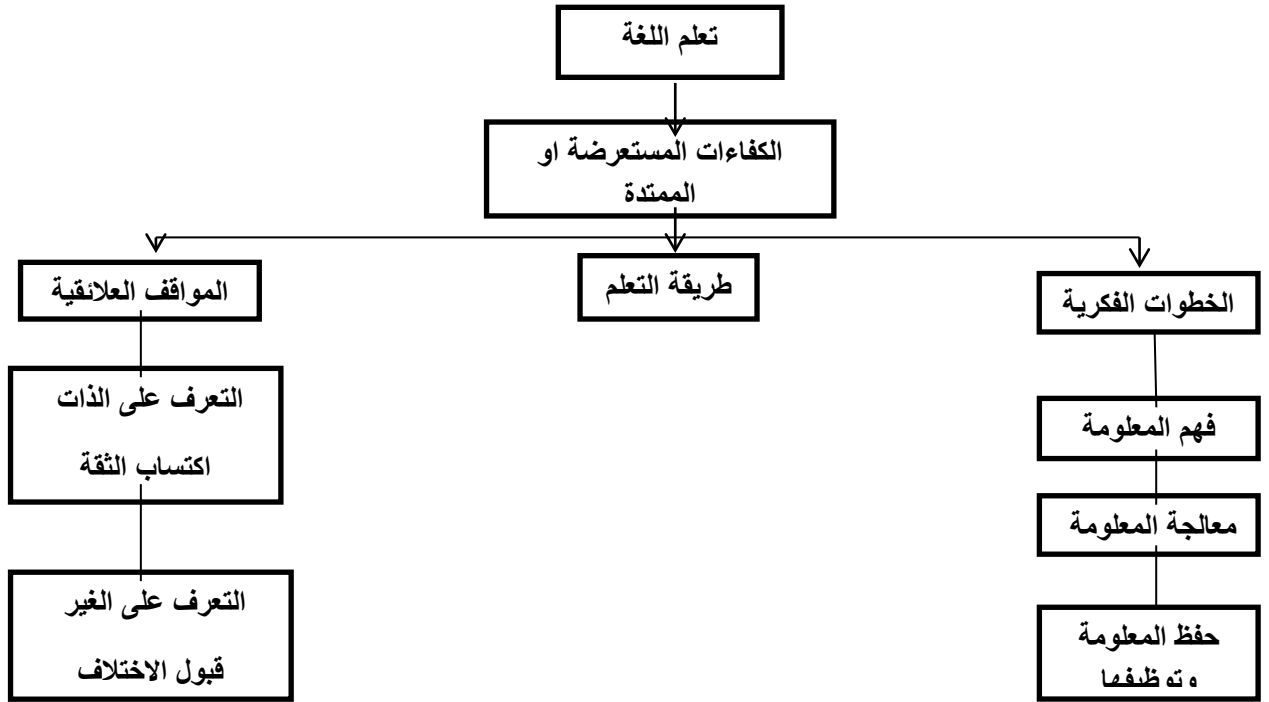 تعلم اللغة
الكفاءات المستعرضة او
الممتدة
الخطوات الفكرية
طريقة التعلم
المواقف العلائقية
فهم المعلومة
معالجة المعلومة
حفظ المعلومة
وتوظيفها
التعرف على الذات
اكتساب الثقة
التعرف على الغير
قبول الاختلاف